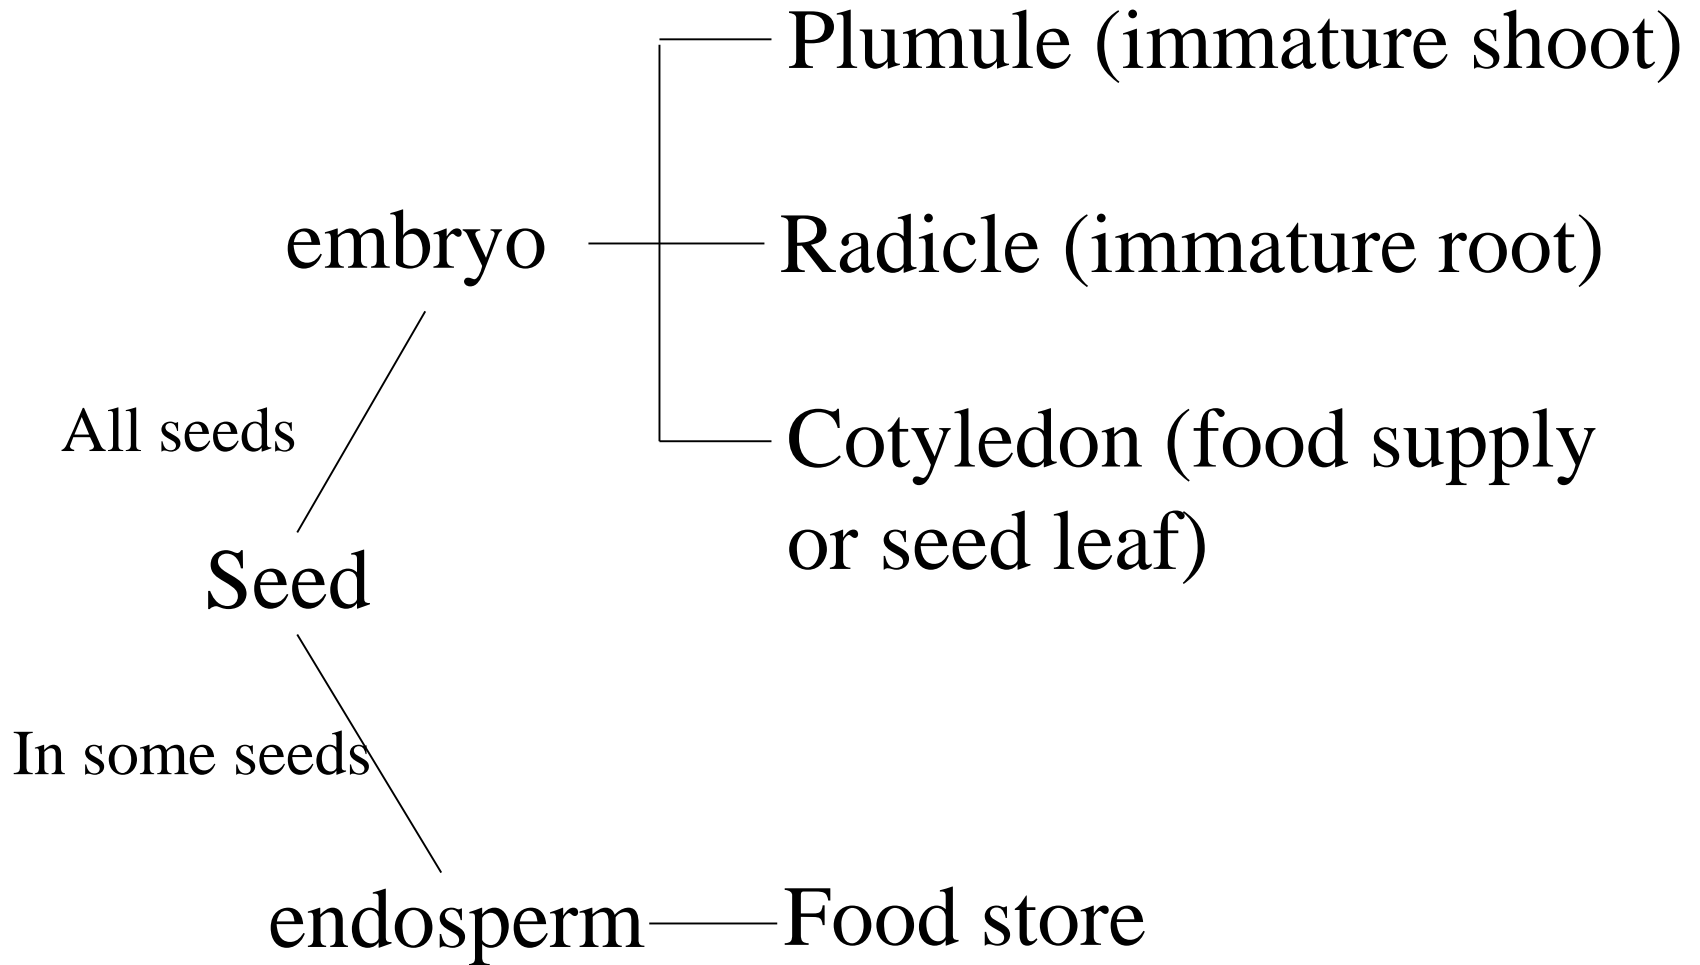 Plumule (immature shoot)
embryo
Radicle (immature root)
All seeds
Cotyledon (food supply
or seed leaf)
Seed
In some seeds
endosperm
Food store